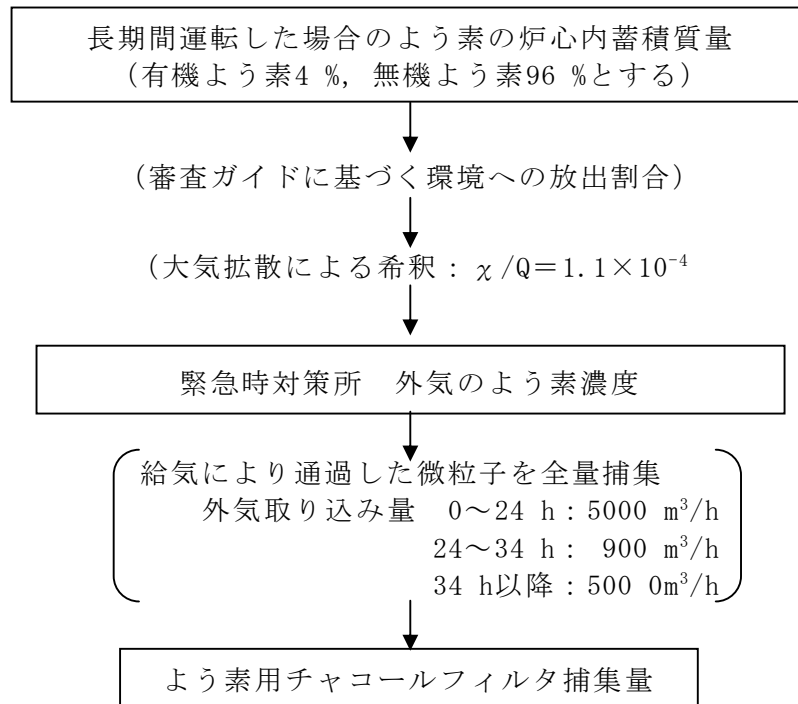 長期間運転した場合のよう素の炉心内蓄積質量
（有機よう素4 %, 無機よう素96 %とする）
（審査ガイドに基づく環境への放出割合）
（大気拡散による希釈：χ/Q＝1.1×10⁻⁴
緊急時対策所　外気のよう素濃度
給気により通過した微粒子を全量捕集
外気取り込み量　0～24 h：5000 m³/h
24～34 h： 900 m³/h
34 h以降：500 0m³/h
よう素用チャコールフィルタ捕集量